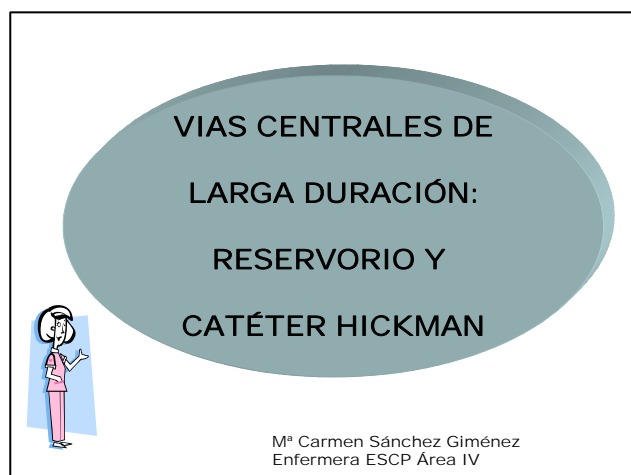 VIAS CENTRALES DE
LARGA DURACIÓN:
RESERVORIO Y
CATÉTER HICKMAN
Mª Carmen Sánchez Giménez
Enfermera ESCP Área IV